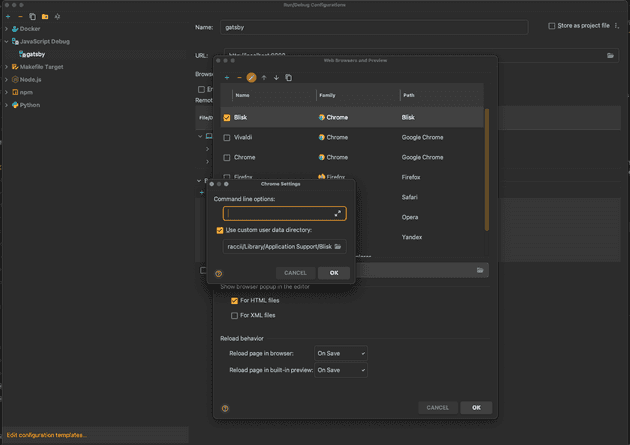 Run/Debug Configurations
Docker
JavaScript Debug
gatsby
Makefile Target
Node.js
npm
Python
Edit configuration templates...
Name: gatsby
Store as project file
URL:
Web Browsers and Preview
Name Family Path
Blisk Chrome Blisk
Vivaldi Chrome Google Chrome
Chrome Chrome Google Chrome
Firefox Firefox Firefox
Safari
Opera
Yandex
Chrome Settings
Command line options:
Use custom user data directory:
raccii/Library/Application Support/Blisk
CANCEL OK
Show browser popup in the editor
For HTML files
For XML files
Reload behavior
Reload page in browser: On Save
Reload page in built-in preview: On Save
CANCEL OK